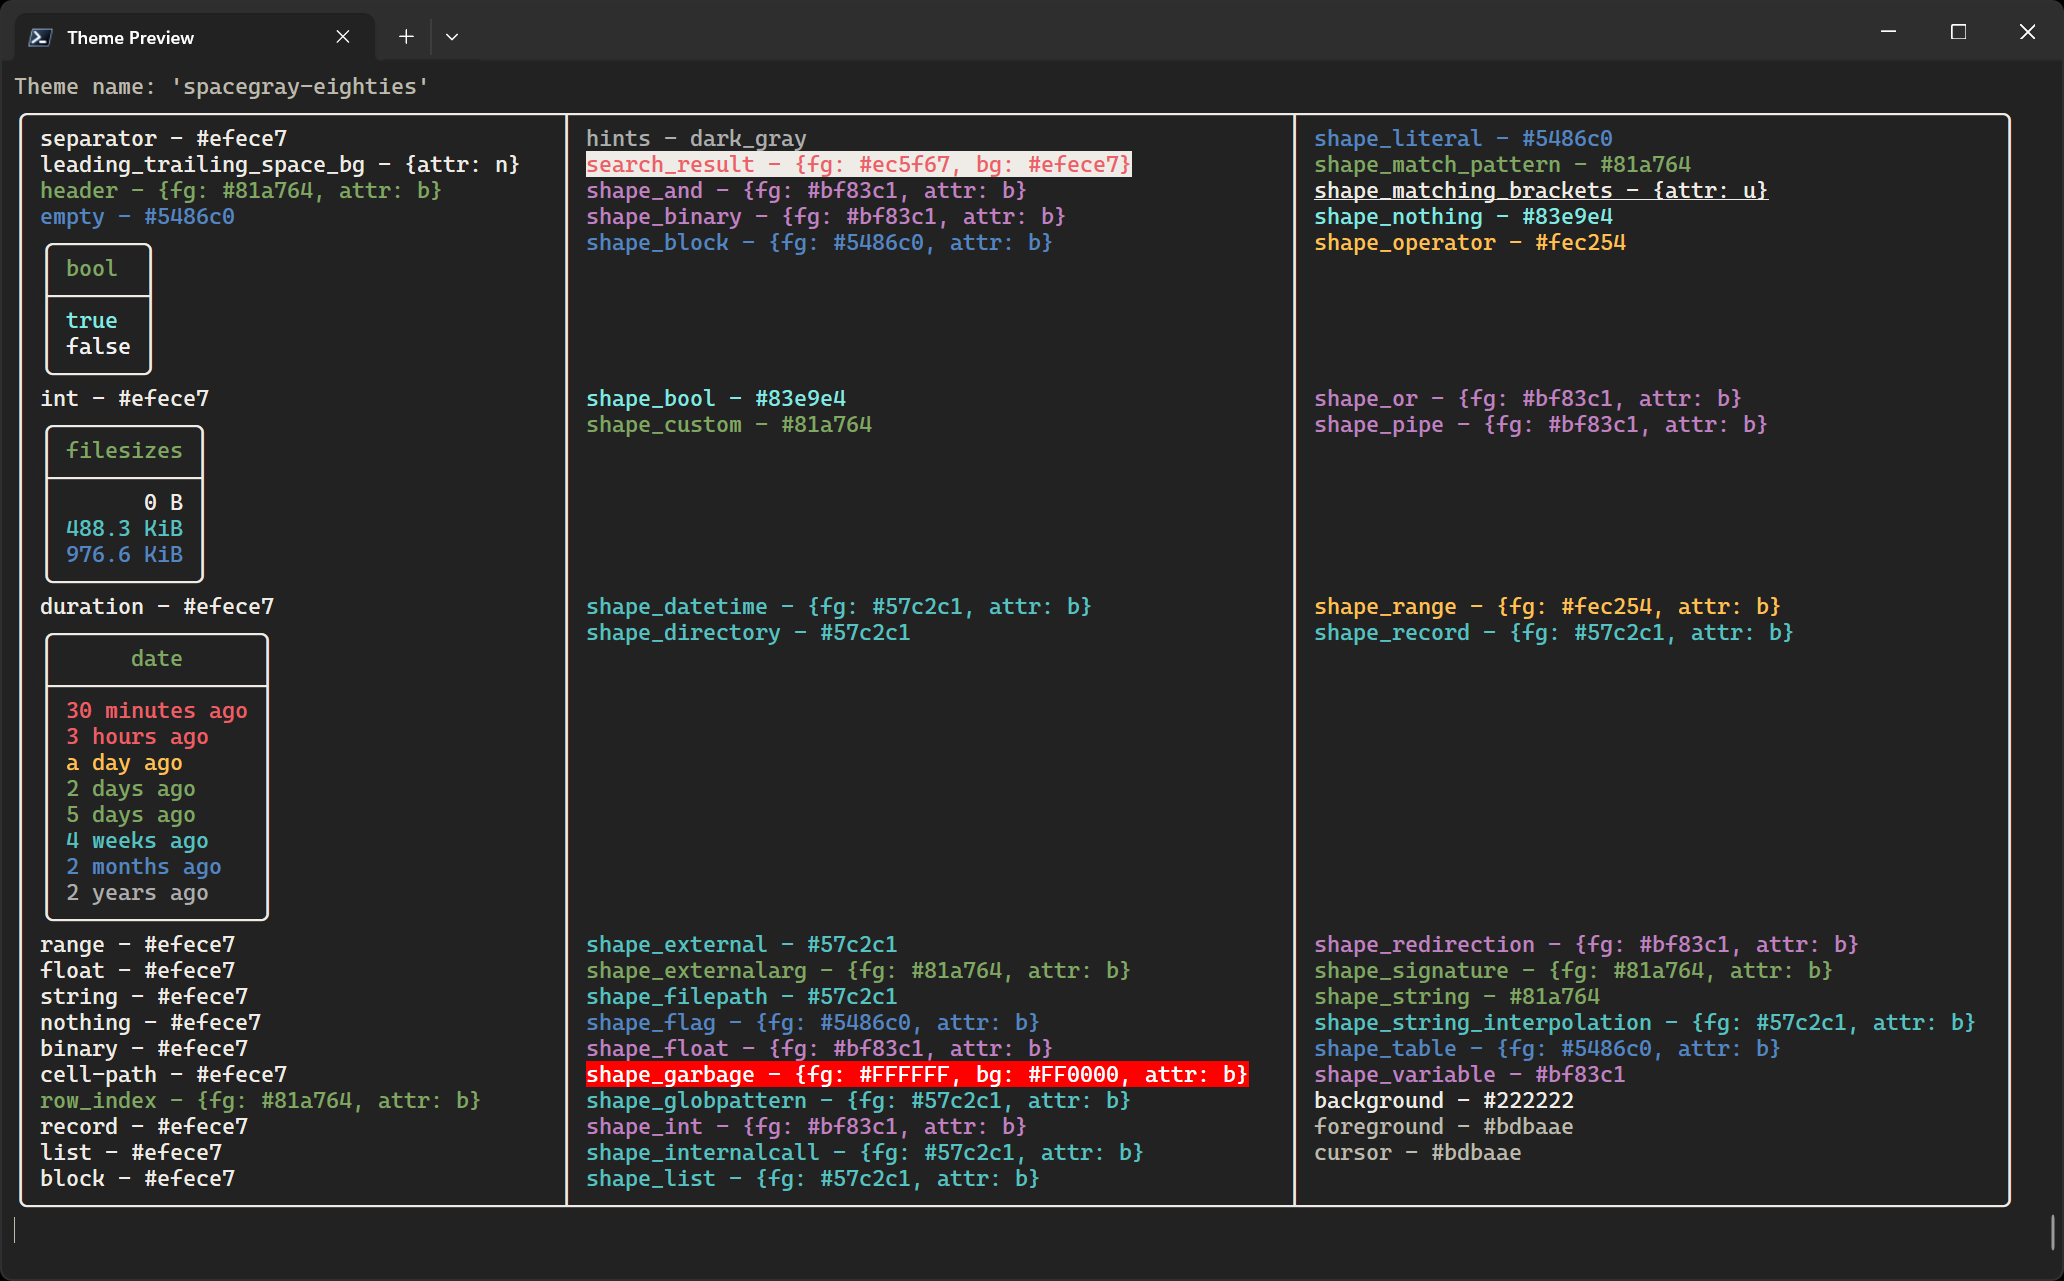 Theme Preview
Theme name: 'spacegray-eighties'
separator - #efece7
leading_trailing_space_bg - {attr: n}
header - {fg: #81a764, attr: b}
empty - #5486c0
bool
true
false
int - #efece7
filesizes
0 B
488.3 KiB
976.6 KiB
duration - #efece7
date
30 minutes ago
3 hours ago
a day ago
2 days ago
5 days ago
4 weeks ago
2 months ago
2 years ago
range - #efece7
float - #efece7
string - #efece7
nothing - #efece7
binary - #efece7
cell-path - #efece7
row_index - {fg: #81a764, attr: b}
record - #efece7
list - #efece7
block - #efece7
hints - dark_gray
search_result - {fg: #ec5f67, bg: #efece7}
shape_and - {fg: #bf83c1, attr: b}
shape_binary - {fg: #bf83c1, attr: b}
shape_block - {fg: #5486c0, attr: b}
shape_bool - #83e9e4
shape_custom - #81a764
shape_datetime - {fg: #57c2c1, attr: b}
shape_directory - #57c2c1
shape_external - #57c2c1
shape_externalarg - {fg: #81a764, attr: b}
shape_filepath - #57c2c1
shape_flag - {fg: #5486c0, attr: b}
shape_float - {fg: #bf83c1, attr: b}
shape_garbage - {fg: #FFFFFF, bg: #FF0000, attr: b}
shape_globpattern - {fg: #57c2c1, attr: b}
shape_int - {fg: #bf83c1, attr: b}
shape_internalcall - {fg: #57c2c1, attr: b}
shape_list - {fg: #57c2c1, attr: b}
shape_literal - #5486c0
shape_match_pattern - #81a764
shape_matching_brackets - {attr: u}
shape_nothing - #83e9e4
shape_operator - #fec254
shape_or - {fg: #bf83c1, attr: b}
shape_pipe - {fg: #bf83c1, attr: b}
shape_range - {fg: #fec254, attr: b}
shape_record - {fg: #57c2c1, attr: b}
shape_redirection - {fg: #bf83c1, attr: b}
shape_signature - {fg: #81a764, attr: b}
shape_string - #81a764
shape_string_interpolation - {fg: #57c2c1, attr: b}
shape_table - {fg: #5486c0, attr: b}
shape_variable - #bf83c1
background - #222222
foreground - #bdbaae
cursor - #bdbaae